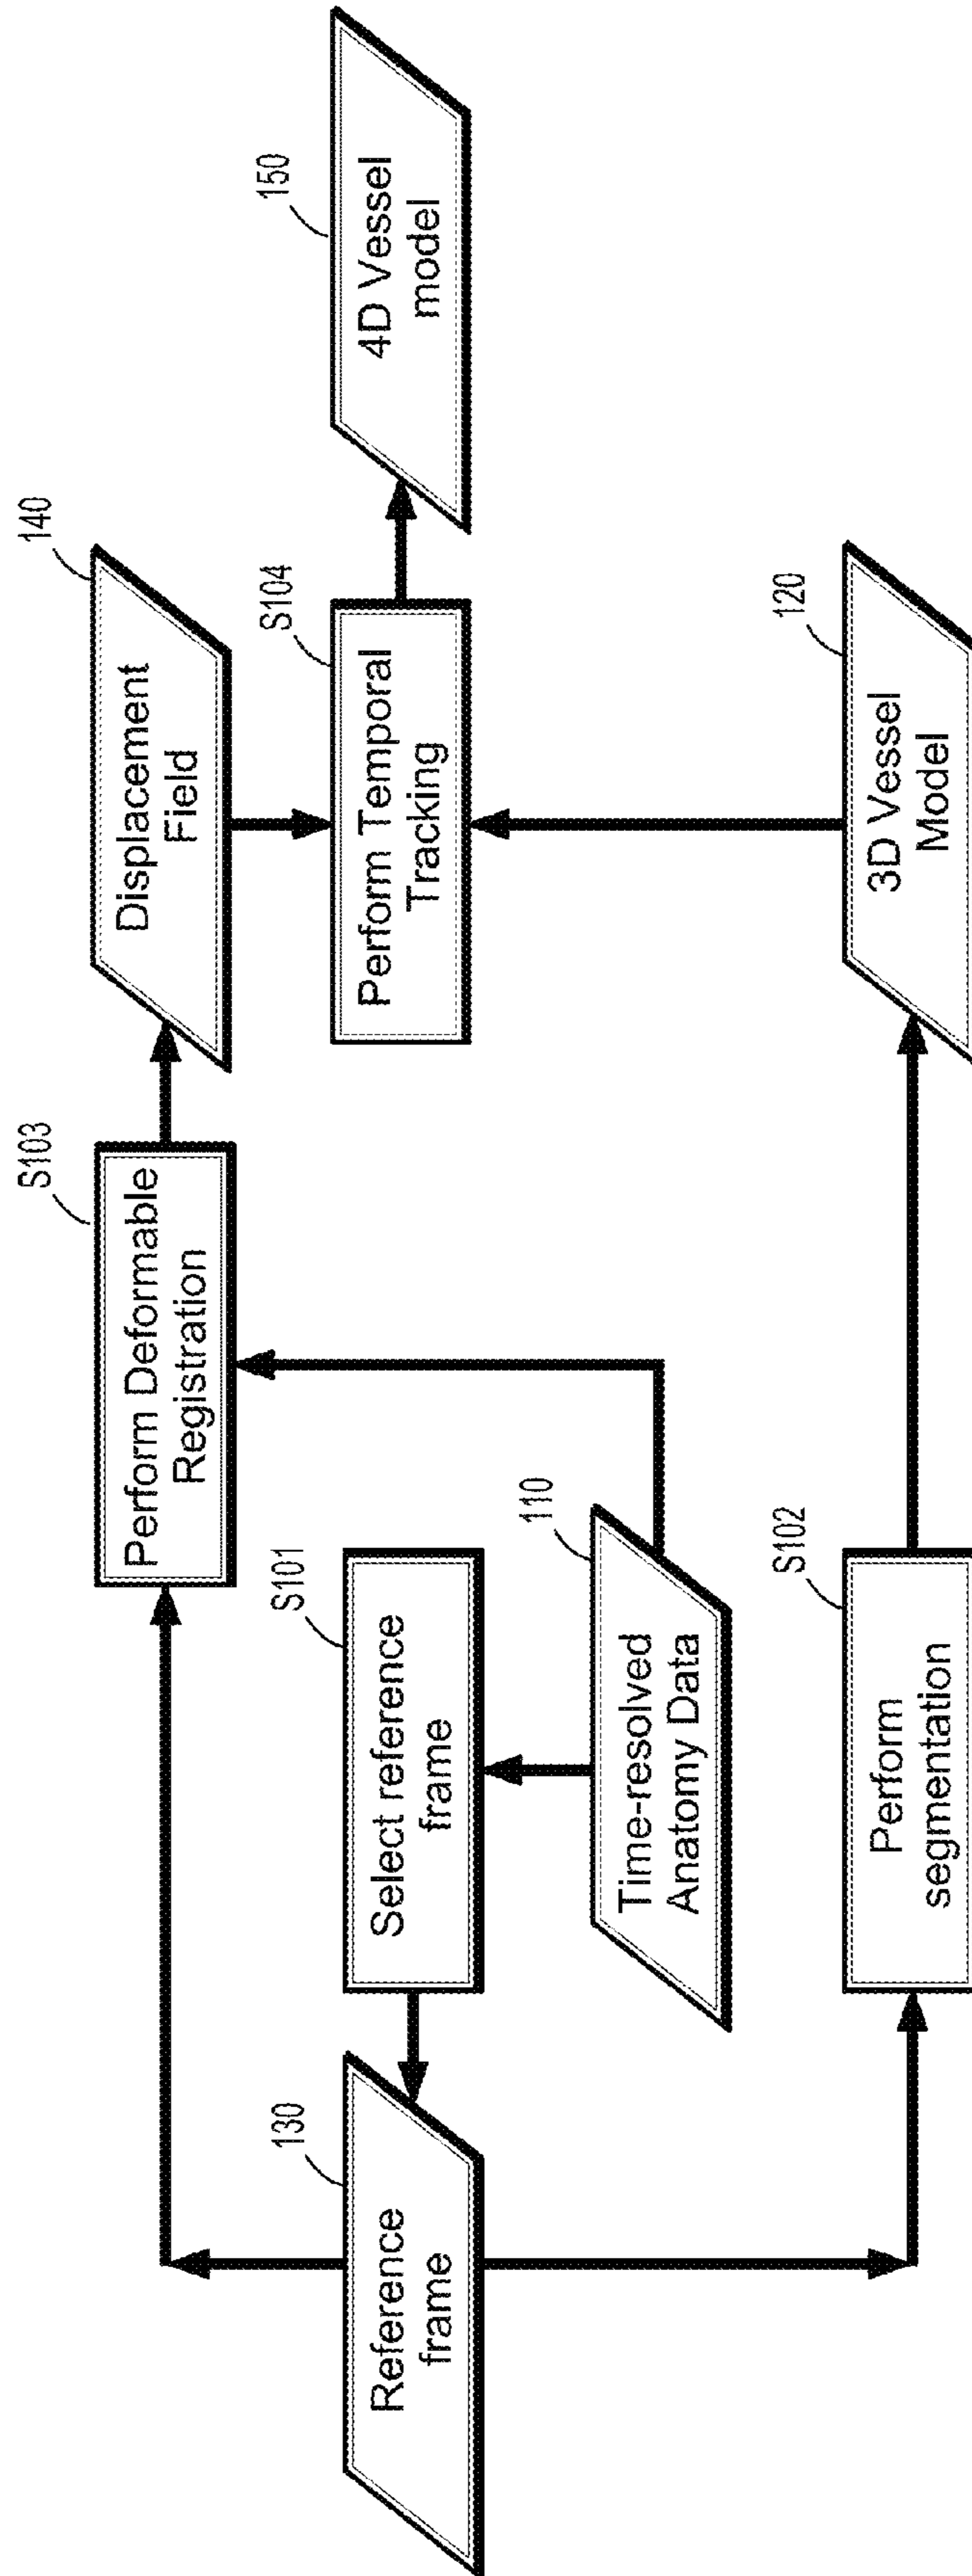 130
Reference
frame
S101
Select reference
frame
110
Time-resolved
Anatomy Data
S102
Perform
segmentation
S103
Perform Deformable
Registration
140
Displacement
Field
S104
Perform Temporal
Tracking
120
3D Vessel
Model
150
4D Vessel
model